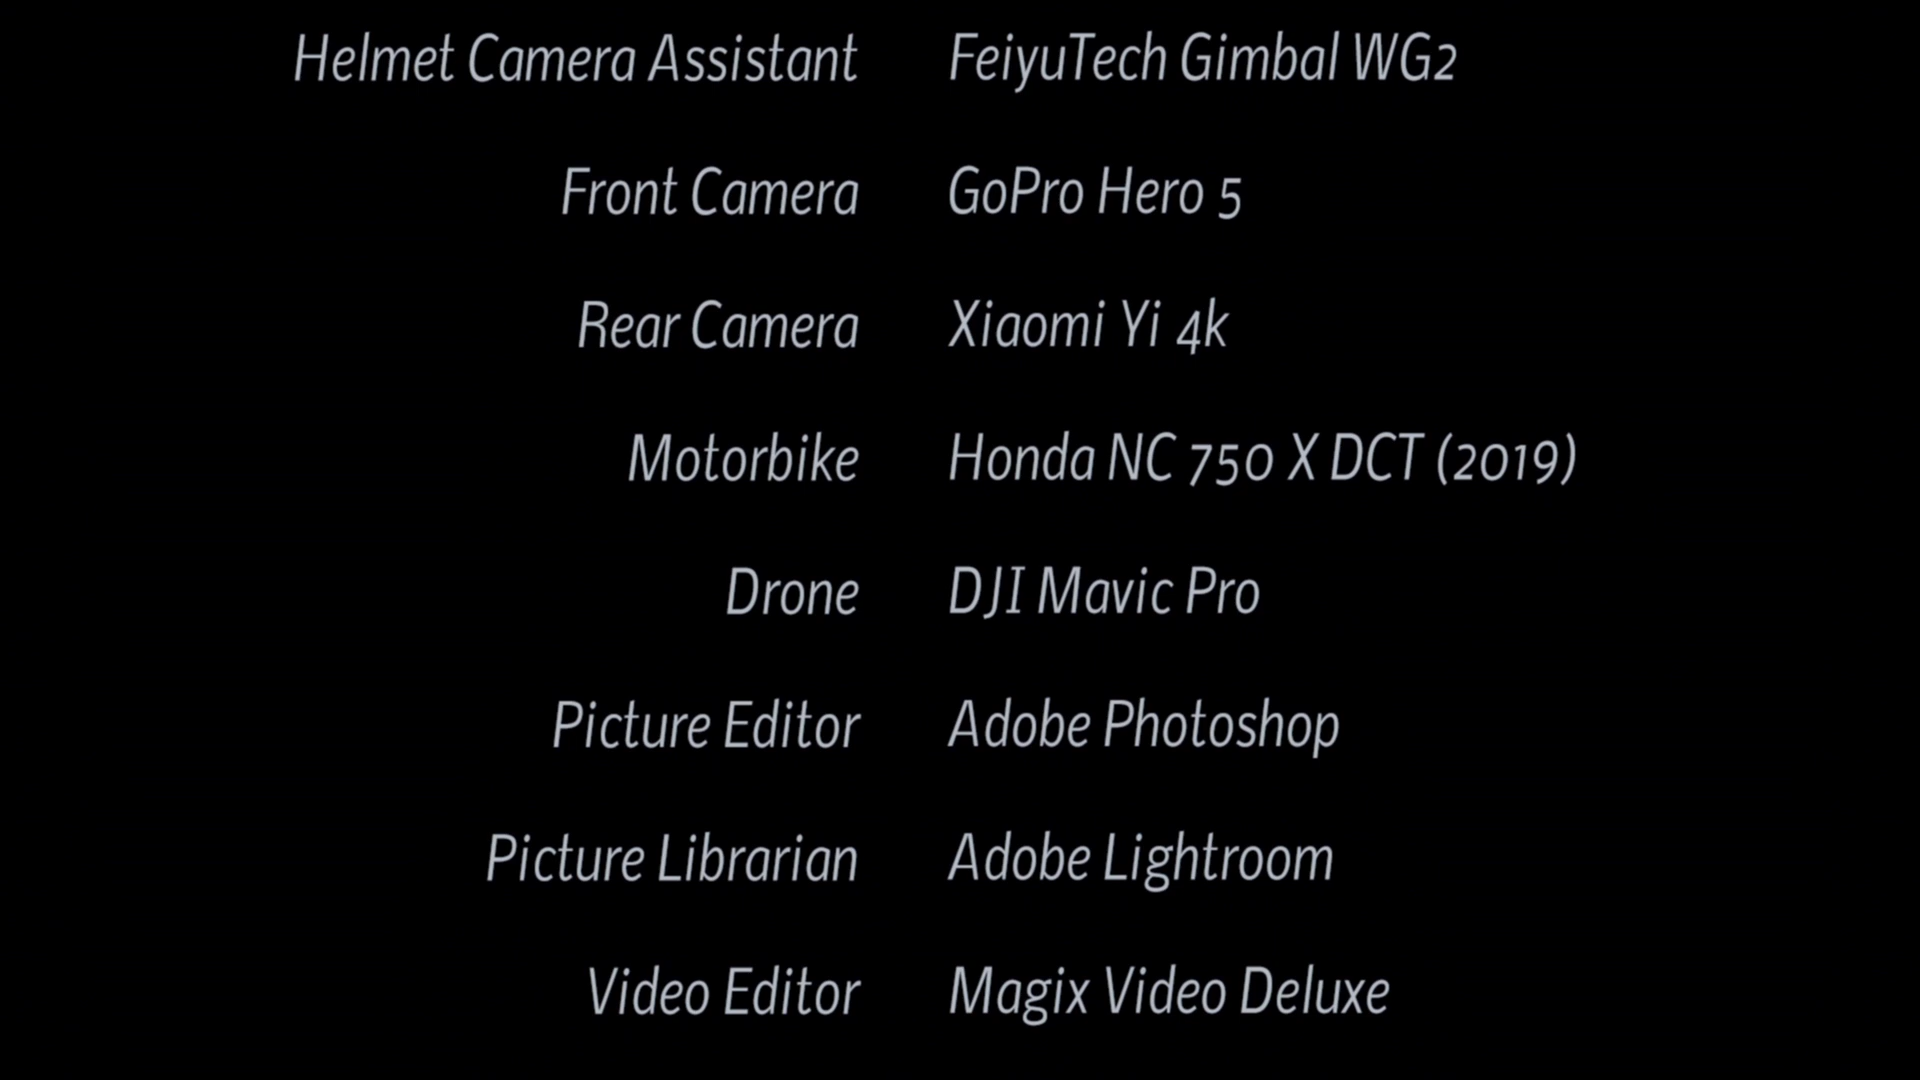 Helmet Camera Assistant FeiyuTech Gimbal WG2
Front Camera GoPro Hero 5
Rear Camera Xiaomi Yi 4k
Motorbike Honda NC 750 X DCT (2019)
Drone DJI Mavic Pro
Picture Editor Adobe Photoshop
Picture Librarian Adobe Lightroom
Video Editor Magix Video Deluxe